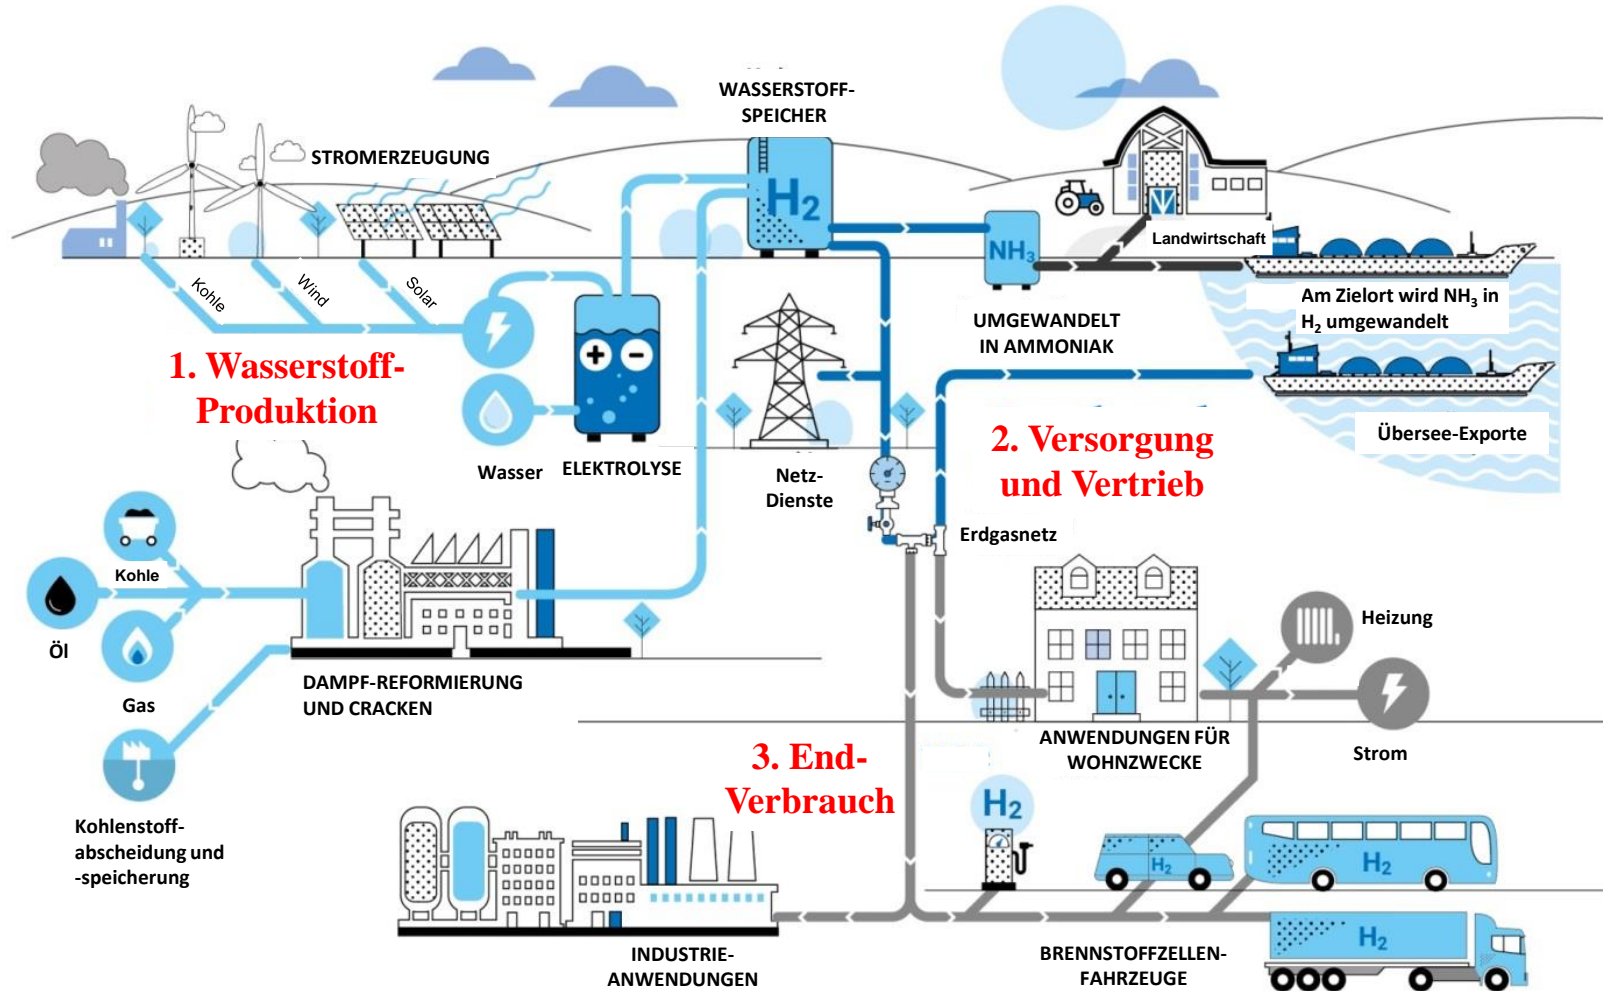 WASSERSTOFF-
SPEICHER
STROMERZEUGUNG
H2
Landwirtschaft
NH3
Kohle
Wind
Solar
Am Zielort wird NH3 in
H2 umgewandelt
UMGEWANDELT
IN AMMONIAK
1. Wasserstoff-
Produktion
Übersee-Exporte
2. Versorgung
und Vertrieb
Wasser
ELEKTROLYSE
Netz-
Dienste
Erdgasnetz
Kohle
Öl
Gas
DAMPF-REFORMIERUNG
UND CRACKEN
Heizung
Strom
ANWENDUNGEN FÜR
WOHNZWECKE
3. End-
Verbrauch
H2
Kohlenstoff-
abscheidung und
-speicherung
H2
H2
H2
INDUSTRIE-
ANWENDUNGEN
BRENNSTOFFZELLEN-
FAHRZEUGE